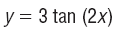 y = 3 tan (2x)